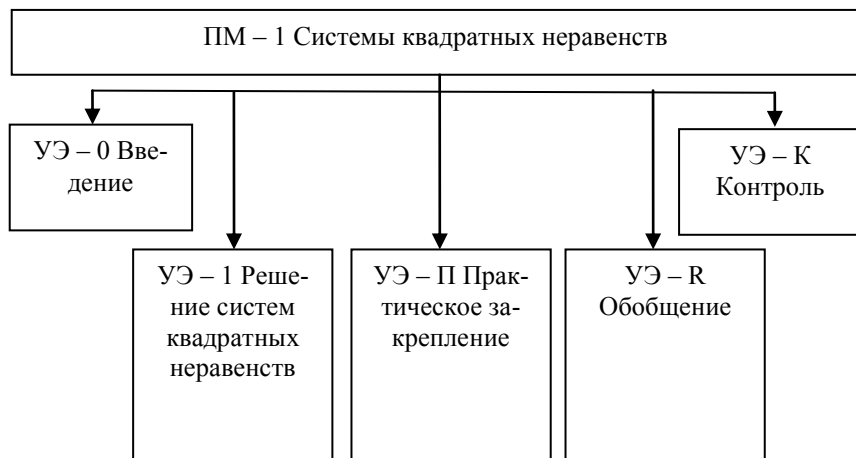 ПМ – 1 Системы квадратных неравенств
УЭ – 0 Вве-
дение
УЭ – К
Контроль
УЭ – 1 Реше-
ние систем
квадратных
неравенств
УЭ – П Прак-
тическое за-
крепление
УЭ – R
Обобщение